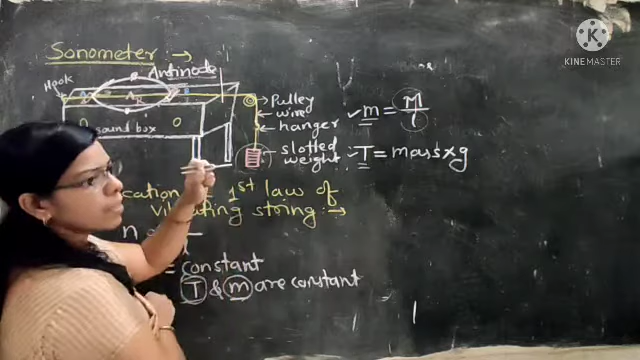 Sonometer →
Antinode
Hook
A
B
Pulley
wire
hanger
slotted
weight
sound box
m = M/l
T = mass x g
cation of 1st law of
vibrating string :→
n =
l
= constant
T & m are constant
KINEMASTER